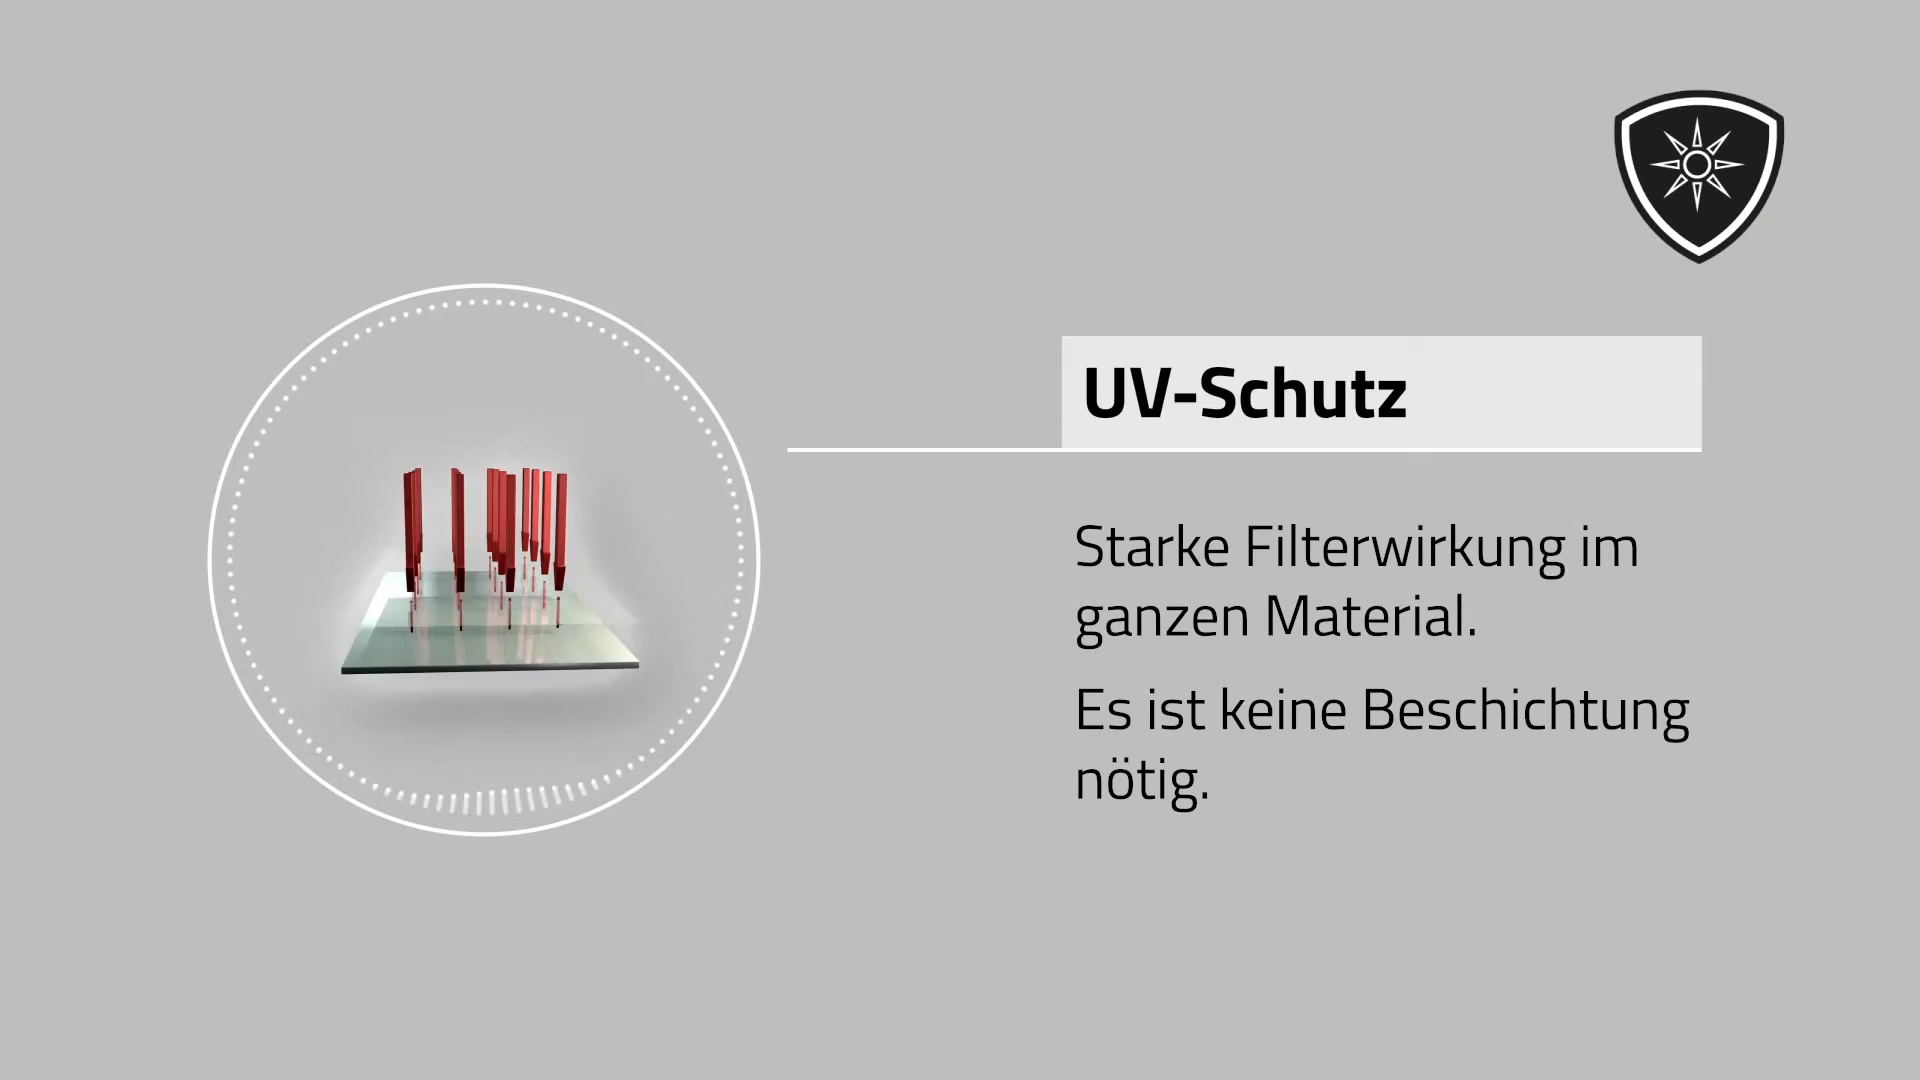 UV-Schutz
Starke Filterwirkung im
ganzen Material.
Es ist keine Beschichtung
nötig.